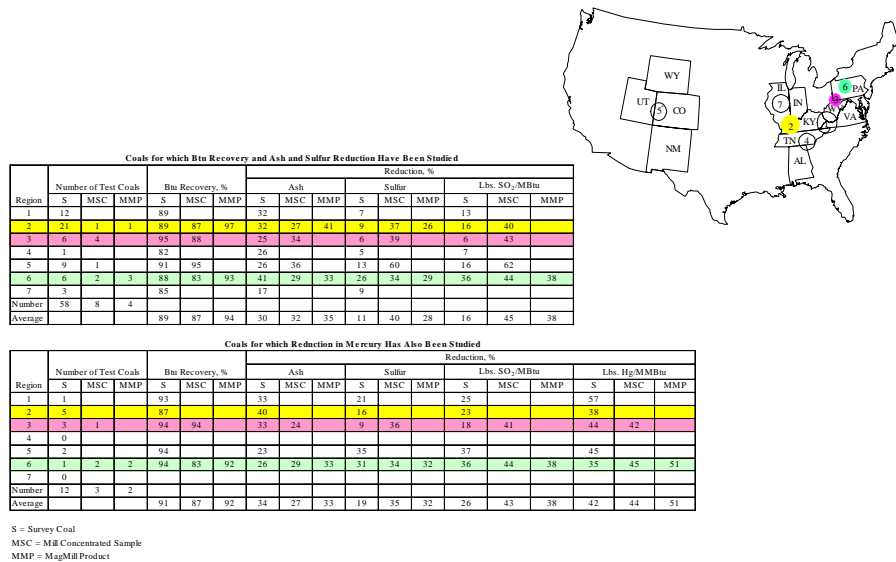 WY
UT
5
CO
NM
IL
7
IN
2
KY
TN
4
AL
6
PA
3
W
VA
Coals for which Btu Recovery and Ash and Sulfur Reduction Have Been Studied
Reduction, %
Number of Test Coals Btu Recovery, % Ash Sulfur Lbs. SO2/MBtu
Region S MSC MMP S MSC MMP S MSC MMP S MSC MMP S MSC MMP
1 12 89 32 7 13
2 21 1 1 89 87 97 32 27 41 9 37 26 16 40
3 6 4 95 88 25 34 6 39 6 43
4 1 82 26 5 7
5 9 1 91 95 26 36 13 60 16 62
6 6 2 3 88 83 93 41 29 33 26 34 29 36 44 38
7 3 85 17 9
Number 58 8 4
Average 89 87 94 30 32 35 11 40 28 16 45 38
Coals for which Reduction in Mercury Has Also Been Studied
Reduction, %
Number of Test Coals Btu Recovery, % Ash Sulfur Lbs. SO2/MBtu Lbs. Hg/MMBtu
Region S MSC MMP S MSC MMP S MSC MMP S MSC MMP S MSC MMP S MSC MMP
1 1 93 33 21 25 57
2 5 87 40 16 23 38
3 3 1 94 94 33 24 9 36 18 41 44 42
4 0
5 2 94 23 35 37 45
6 1 2 2 94 83 92 26 29 33 31 34 32 36 44 38 35 45 51
7 0
Number 12 3 2
Average 91 87 92 34 27 33 19 35 32 26 43 38 42 44 51
S = Survey Coal
MSC = Mill Concentrated Sample
MMP = MagMill Product